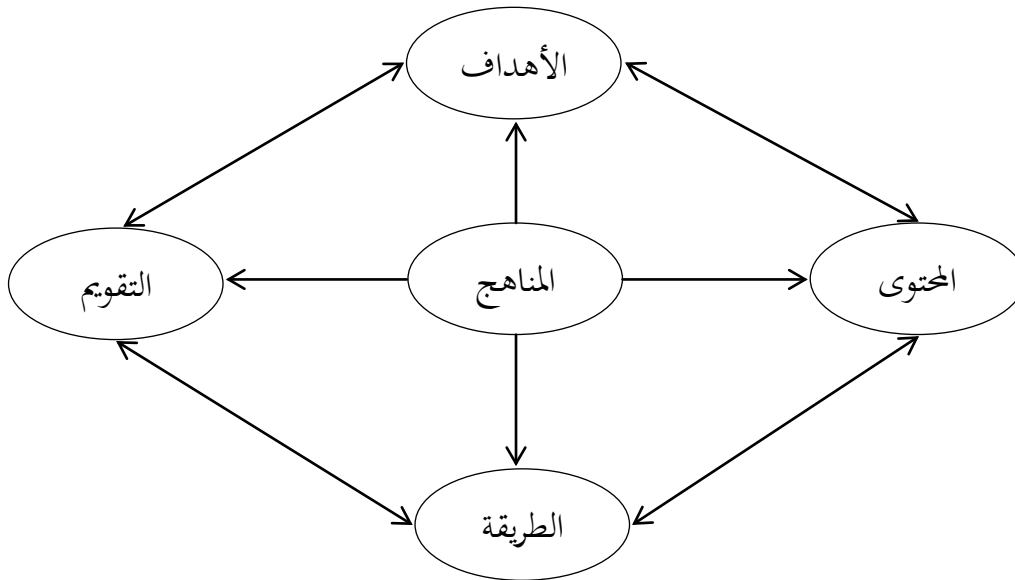 الأهداف
المحتوى
المناهج
التقويم
الطريقة